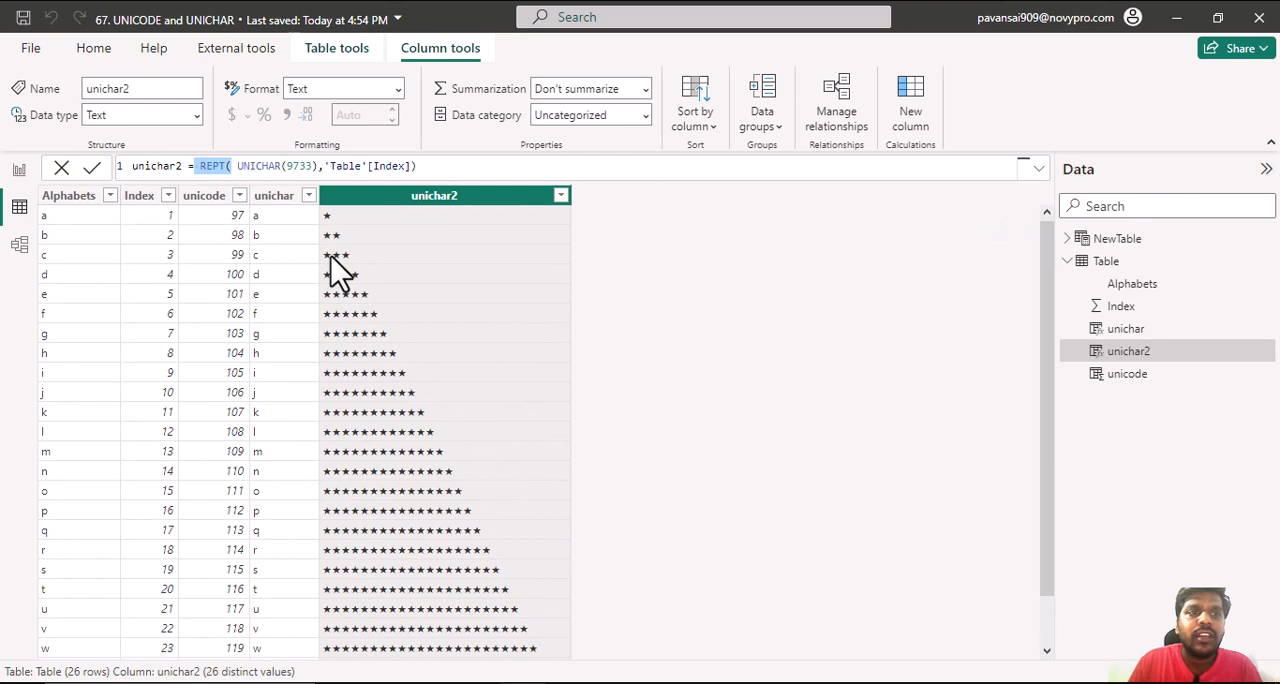 67. UNICODE and UNICHAR • Last saved: Today at 4:54 PM
Search
pavansai909@novypro.com
File
Home
Help
External tools
Table tools
Column tools
Share
Name
unichar2
Format
Text
Summarization
Don't summarize
Sort by column
Data groups
Manage relationships
New column
Data type
Text
$
%
Auto
Data category
Uncategorized
Structure
Formatting
Properties
Sort
Groups
Relationships
Calculations
1 unichar2 = REPT( UNICHAR(9733),'Table'[Index])
Data
Search
NewTable
Table
Alphabets
Index
unichar
unichar2
unicode
Alphabets Index unicode unichar unichar2
a 1 97 a ★
b 2 98 b ★★
c 3 99 c ★★★
d 4 100 d
e 5 101 e ★★★★★
f 6 102 f ★★★★★★
g 7 103 g ★★★★★★★
h 8 104 h ★★★★★★★★
i 9 105 i ★★★★★★★★★
j 10 106 j ★★★★★★★★★★
k 11 107 k ★★★★★★★★★★★
l 12 108 l ★★★★★★★★★★★★
m 13 109 m ★★★★★★★★★★★★★
n 14 110 n ★★★★★★★★★★★★★★
o 15 111 o ★★★★★★★★★★★★★★★
p 16 112 p ★★★★★★★★★★★★★★★★
q 17 113 q ★★★★★★★★★★★★★★★★★
r 18 114 r ★★★★★★★★★★★★★★★★★★
s 19 115 s ★★★★★★★★★★★★★★★★★★★
t 20 116 t ★★★★★★★★★★★★★★★★★★★★
u 21 117 u ★★★★★★★★★★★★★★★★★★★★★
v 22 118 v ★★★★★★★★★★★★★★★★★★★★★★
w 23 119 w ★★★★★★★★★★★★★★★★★★★★★★★
Table: Table (26 rows) Column: unichar2 (26 distinct values)